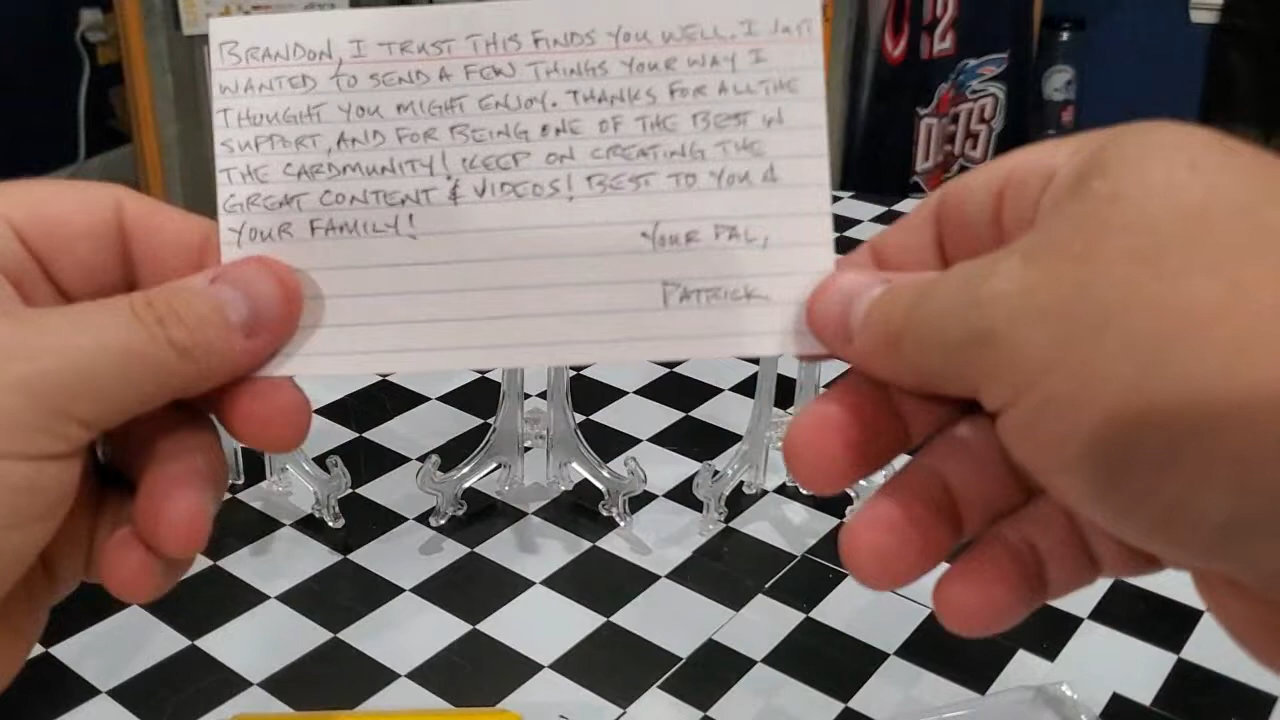 BRANDON, I TRUST THIS FINDS YOU WELL. I JUST
WANTED TO SEND A FEW THINGS YOUR WAY I
THOUGHT YOU MIGHT ENJOY. THANKS FOR ALL THE
SUPPORT, AND FOR BEING ONE OF THE BEST IN
THE CARDMUNITY! KEEP ON CREATING THE
GREAT CONTENT & VIDEOS! BEST TO YOU &
YOUR FAMILY!
YOUR PAL,
PATRICK
2